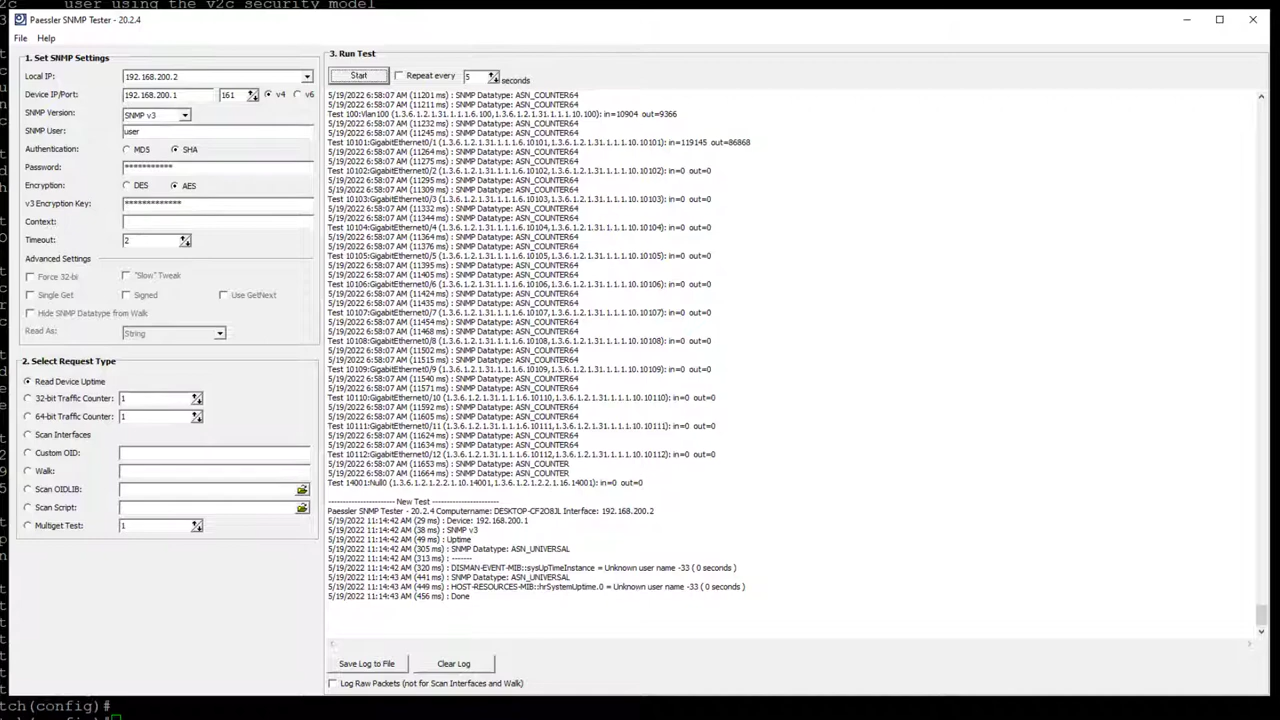 2c    user using the v2c security model
Paessler SNMP Tester - 20.2.4
File Help
1. Set SNMP Settings
Local IP: 192.168.200.2
Device IP/Port: 192.168.200.1 161 v4 v6
SNMP Version: SNMP v3
SNMP User: user
Authentication: MD5 SHA
Password: ***********
Encryption: DES AES
v3 Encryption Key: *************
Context:
Timeout: 2
Advanced Settings
Force 32-bi "Slow" Tweak
Single Get Signed Use GetNext
Hide SNMP Datatype from Walk
Read As: String
2. Select Request Type
Read Device Uptime
32-bit Traffic Counter: 1
64-bit Traffic Counter: 1
Scan Interfaces
Custom OID:
Walk:
Scan OIDLIB:
Scan Script:
Multiget Test: 1
3. Run Test
Start Repeat every 5 seconds
5/19/2022 6:58:07 AM (11201 ms) : SNMP Datatype: ASN_COUNTER64
5/19/2022 6:58:07 AM (11211 ms) : SNMP Datatype: ASN_COUNTER64
Test 100:Vlan100 (1.3.6.1.2.1.31.1.1.1.6.100,1.3.6.1.2.1.31.1.1.1.10.100): in=10904 out=9366
5/19/2022 6:58:07 AM (11232 ms) : SNMP Datatype: ASN_COUNTER64
5/19/2022 6:58:07 AM (11245 ms) : SNMP Datatype: ASN_COUNTER64
Test 10101:GigabitEthernet0/1 (1.3.6.1.2.1.31.1.1.1.6.10101,1.3.6.1.2.1.31.1.1.1.10.10101): in=119145 out=86868
5/19/2022 6:58:07 AM (11264 ms) : SNMP Datatype: ASN_COUNTER64
5/19/2022 6:58:07 AM (11275 ms) : SNMP Datatype: ASN_COUNTER64
Test 10102:GigabitEthernet0/2 (1.3.6.1.2.1.31.1.1.1.6.10102,1.3.6.1.2.1.31.1.1.1.10.10102): in=0 out=0
5/19/2022 6:58:07 AM (11295 ms) : SNMP Datatype: ASN_COUNTER64
5/19/2022 6:58:07 AM (11309 ms) : SNMP Datatype: ASN_COUNTER64
Test 10103:GigabitEthernet0/3 (1.3.6.1.2.1.31.1.1.1.6.10103,1.3.6.1.2.1.31.1.1.1.10.10103): in=0 out=0
5/19/2022 6:58:07 AM (11332 ms) : SNMP Datatype: ASN_COUNTER64
5/19/2022 6:58:07 AM (11344 ms) : SNMP Datatype: ASN_COUNTER64
Test 10104:GigabitEthernet0/4 (1.3.6.1.2.1.31.1.1.1.6.10104,1.3.6.1.2.1.31.1.1.1.10.10104): in=0 out=0
5/19/2022 6:58:07 AM (11364 ms) : SNMP Datatype: ASN_COUNTER64
5/19/2022 6:58:07 AM (11376 ms) : SNMP Datatype: ASN_COUNTER64
Test 10105:GigabitEthernet0/5 (1.3.6.1.2.1.31.1.1.1.6.10105,1.3.6.1.2.1.31.1.1.1.10.10105): in=0 out=0
5/19/2022 6:58:07 AM (11395 ms) : SNMP Datatype: ASN_COUNTER64
5/19/2022 6:58:07 AM (11405 ms) : SNMP Datatype: ASN_COUNTER64
Test 10106:GigabitEthernet0/6 (1.3.6.1.2.1.31.1.1.1.6.10106,1.3.6.1.2.1.31.1.1.1.10.10106): in=0 out=0
5/19/2022 6:58:07 AM (11424 ms) : SNMP Datatype: ASN_COUNTER64
5/19/2022 6:58:07 AM (11435 ms) : SNMP Datatype: ASN_COUNTER64
Test 10107:GigabitEthernet0/7 (1.3.6.1.2.1.31.1.1.1.6.10107,1.3.6.1.2.1.31.1.1.1.10.10107): in=0 out=0
5/19/2022 6:58:07 AM (11454 ms) : SNMP Datatype: ASN_COUNTER64
5/19/2022 6:58:07 AM (11468 ms) : SNMP Datatype: ASN_COUNTER64
Test 10108:GigabitEthernet0/8 (1.3.6.1.2.1.31.1.1.1.6.10108,1.3.6.1.2.1.31.1.1.1.10.10108): in=0 out=0
5/19/2022 6:58:07 AM (11502 ms) : SNMP Datatype: ASN_COUNTER64
5/19/2022 6:58:07 AM (11515 ms) : SNMP Datatype: ASN_COUNTER64
Test 10109:GigabitEthernet0/9 (1.3.6.1.2.1.31.1.1.1.6.10109,1.3.6.1.2.1.31.1.1.1.10.10109): in=0 out=0
5/19/2022 6:58:07 AM (11540 ms) : SNMP Datatype: ASN_COUNTER64
5/19/2022 6:58:07 AM (11571 ms) : SNMP Datatype: ASN_COUNTER64
Test 10110:GigabitEthernet0/10 (1.3.6.1.2.1.31.1.1.1.6.10110,1.3.6.1.2.1.31.1.1.1.10.10110): in=0 out=0
5/19/2022 6:58:07 AM (11592 ms) : SNMP Datatype: ASN_COUNTER64
5/19/2022 6:58:07 AM (11605 ms) : SNMP Datatype: ASN_COUNTER64
Test 10111:GigabitEthernet0/11 (1.3.6.1.2.1.31.1.1.1.6.10111,1.3.6.1.2.1.31.1.1.1.10.10111): in=0 out=0
5/19/2022 6:58:07 AM (11624 ms) : SNMP Datatype: ASN_COUNTER64
5/19/2022 6:58:07 AM (11634 ms) : SNMP Datatype: ASN_COUNTER64
Test 10112:GigabitEthernet0/12 (1.3.6.1.2.1.31.1.1.1.6.10112,1.3.6.1.2.1.31.1.1.1.10.10112): in=0 out=0
5/19/2022 6:58:07 AM (11653 ms) : SNMP Datatype: ASN_COUNTER
5/19/2022 6:58:07 AM (11664 ms) : SNMP Datatype: ASN_COUNTER
Test 14001:Null0 (1.3.6.1.2.1.2.2.1.10.14001,1.3.6.1.2.1.2.2.1.16.14001): in=0 out=0
---------------------- New Test ----------------------
Paessler SNMP Tester - 20.2.4 Computername: DESKTOP-CF2O8JL Interface: 192.168.200.2
5/19/2022 11:14:42 AM (29 ms) : Device: 192.168.200.1
5/19/2022 11:14:42 AM (38 ms) : SNMP v3
5/19/2022 11:14:42 AM (49 ms) : Uptime
5/19/2022 11:14:42 AM (305 ms) : SNMP Datatype: ASN_UNIVERSAL
5/19/2022 11:14:42 AM (313 ms) : -------
5/19/2022 11:14:42 AM (320 ms) : DISMAN-EVENT-MIB::sysUpTimeInstance = Unknown user name -33 ( 0 seconds )
5/19/2022 11:14:43 AM (441 ms) : SNMP Datatype: ASN_UNIVERSAL
5/19/2022 11:14:43 AM (449 ms) : HOST-RESOURCES-MIB::hrSystemUptime.0 = Unknown user name -33 ( 0 seconds )
5/19/2022 11:14:43 AM (456 ms) : Done
Save Log to File Clear Log
Log Raw Packets (not for Scan Interfaces and Walk)
tch(config)#